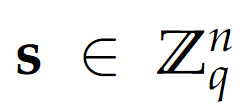 𝐬 ∈ ℤ_q^n